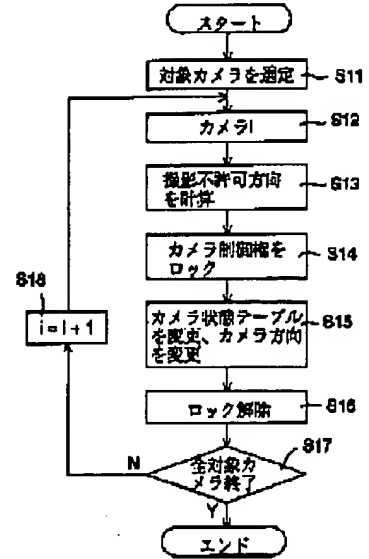 スタート
対象カメラを選定
S11
カメラi
S12
撮影不許可方向
を計算
S13
カメラ制御権を
ロック
S14
カメラ状態テーブル
を変更、カメラ方向
を変更
S15
ロック解除
S16
全対象カ
メラ終了
S17
N
Y
S18
i=i+1
エンド